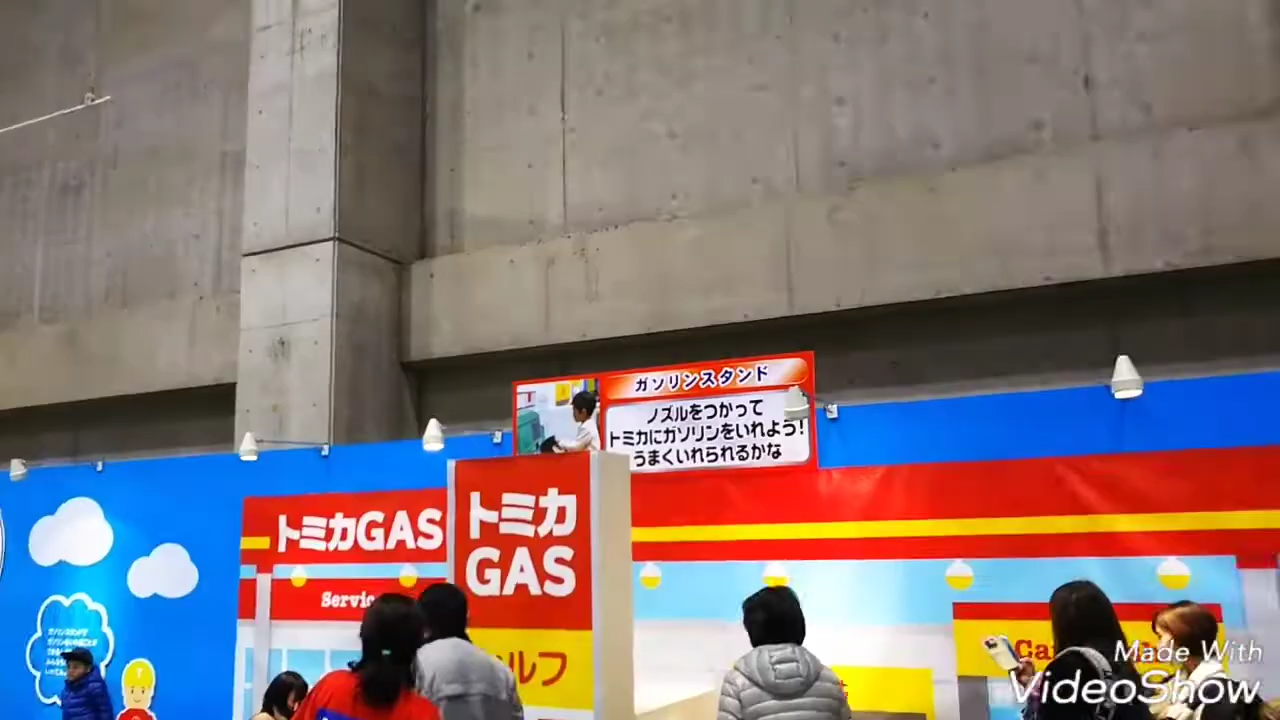 ガソリンスタンド
ノズルをつかって
トミカにガソリンをいれよう!
うまくいれられるかな
トミカGAS
トミカ
GAS
Servic
ルフ
Ca
Made With
VideoShow